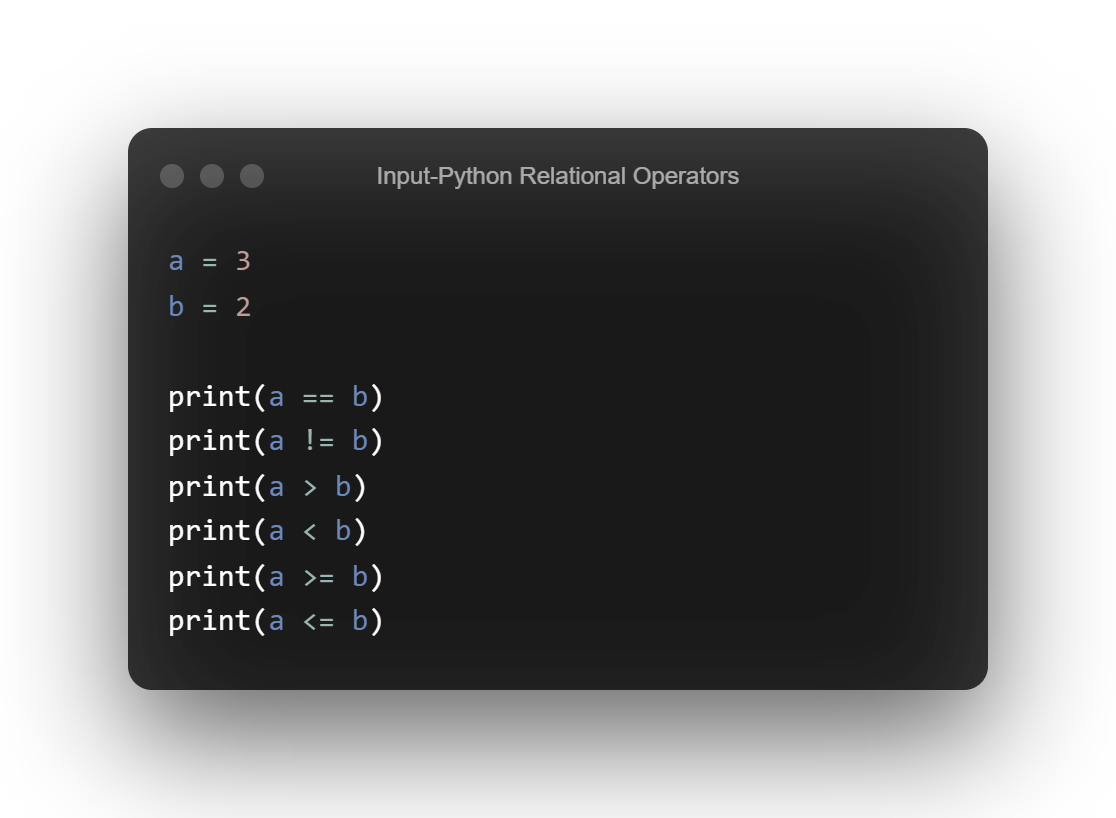 Input-Python Relational Operators
a = 3
b = 2
print(a == b)
print(a != b)
print(a > b)
print(a < b)
print(a >= b)
print(a <= b)